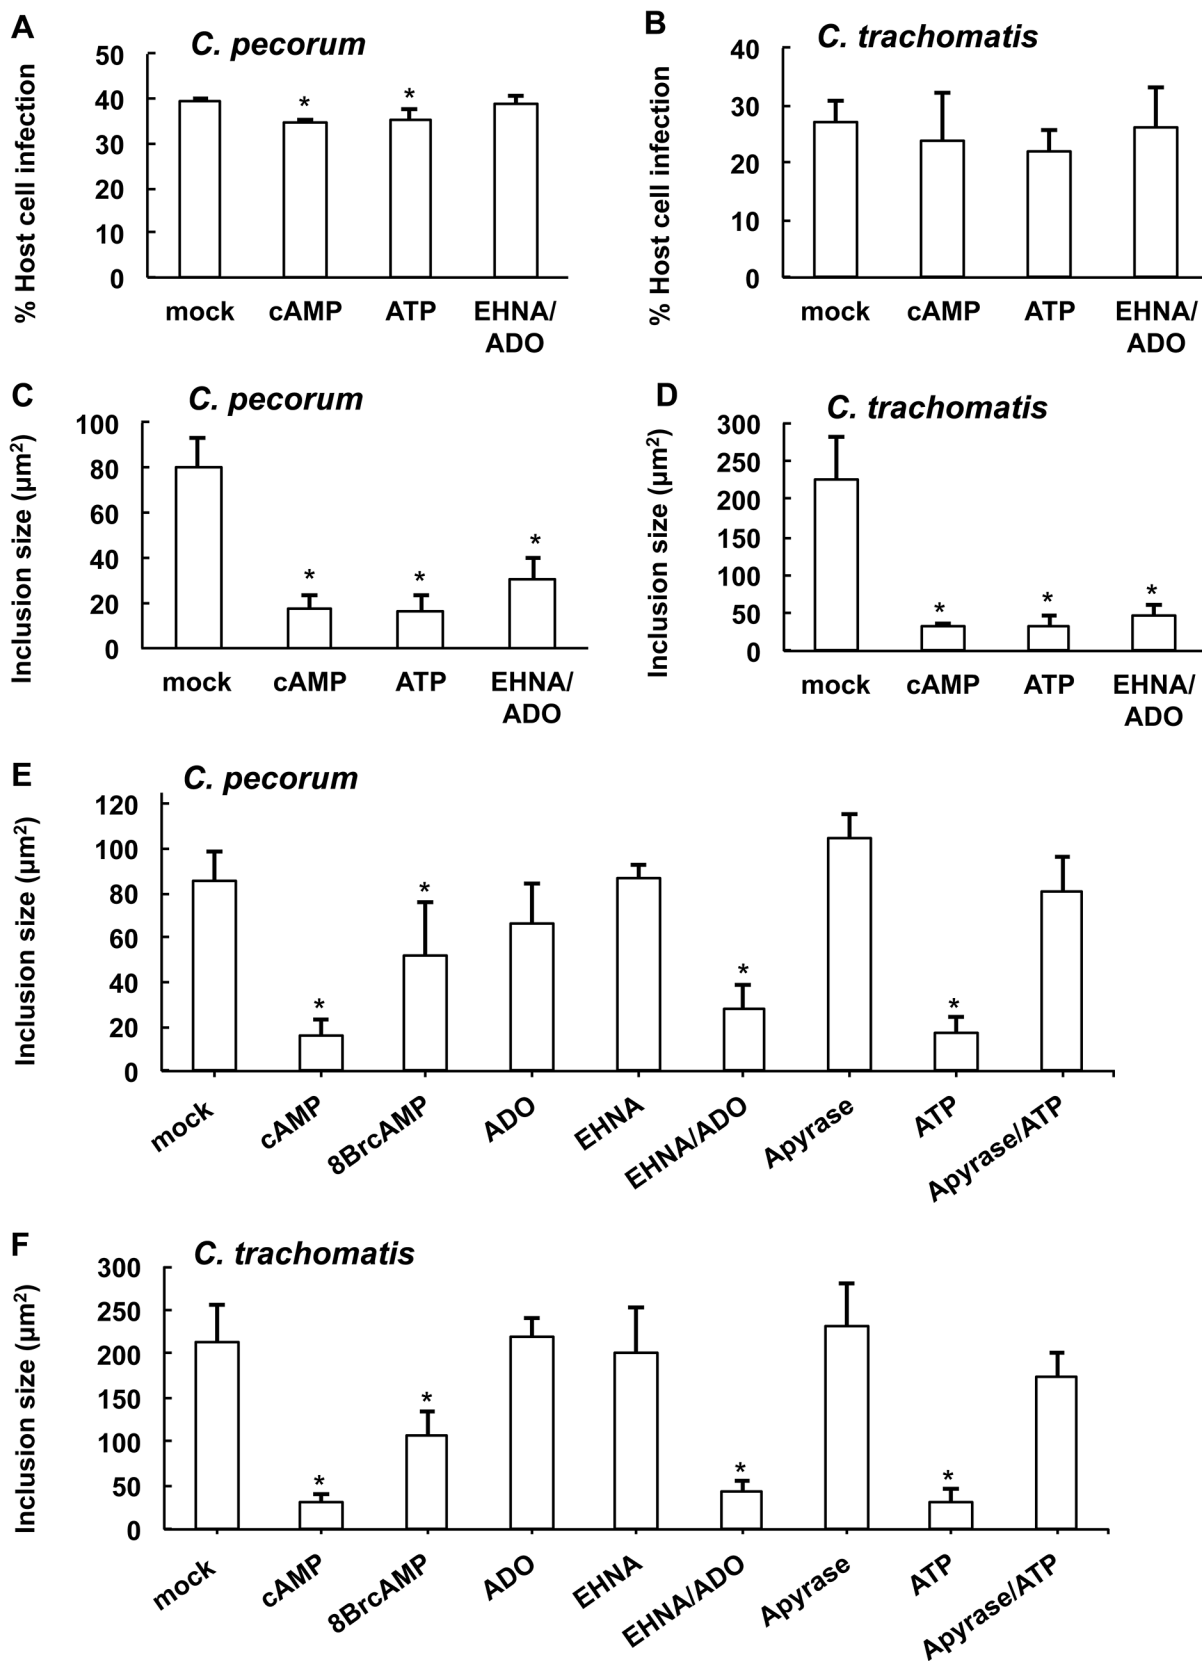 A
C. pecorum
% Host cell infection
50
40
30
20
10
0
* *
mock cAMP ATP EHNA/
ADO
B
C. trachomatis
% Host cell infection
40
30
20
10
0
mock cAMP ATP EHNA/
ADO
C
C. pecorum
Inclusion size (µm²)
100
80
60
40
20
0
* * *
mock cAMP ATP EHNA/
ADO
D
C. trachomatis
Inclusion size (µm²)
300
250
200
150
100
50
0
* * *
mock cAMP ATP EHNA/
ADO
E
C. pecorum
Inclusion size (µm²)
120
100
80
60
40
20
0
* * * *
mock
cAMP
8BrcAMP
ADO
EHNA
EHNA/ADO
Apyrase
ATP
Apyrase/ATP
F
C. trachomatis
Inclusion size (µm²)
300
250
200
150
100
50
0
* * * *
mock
cAMP
8BrcAMP
ADO
EHNA
EHNA/ADO
Apyrase
ATP
Apyrase/ATP